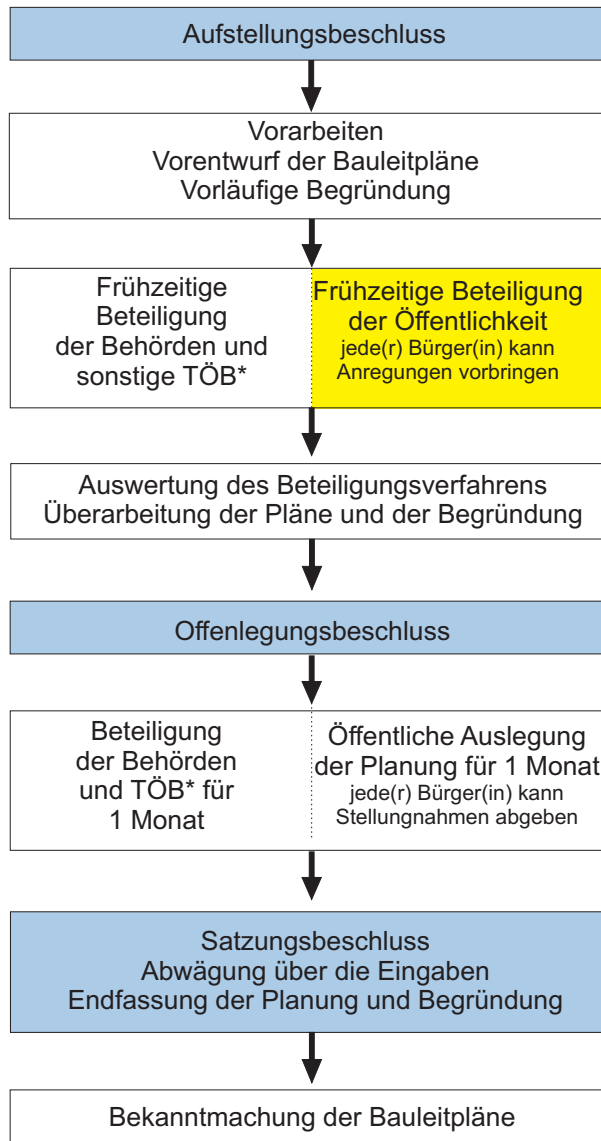 Aufstellungsbeschluss
Vorarbeiten
Vorentwurf der Bauleitpläne
Vorläufige Begründung
Frühzeitige
Beteiligung
der Behörden und
sonstige TÖB*
Frühzeitige Beteiligung
der Öffentlichkeit
jede(r) Bürger(in) kann
Anregungen vorbringen
Auswertung des Beteiligungsverfahrens
Überarbeitung der Pläne und der Begründung
Offenlegungsbeschluss
Beteiligung
der Behörden
und TÖB* für
1 Monat
Öffentliche Auslegung
der Planung für 1 Monat
jede(r) Bürger(in) kann
Stellungnahmen abgeben
Satzungsbeschluss
Abwägung über die Eingaben
Endfassung der Planung und Begründung
Bekanntmachung der Bauleitpläne